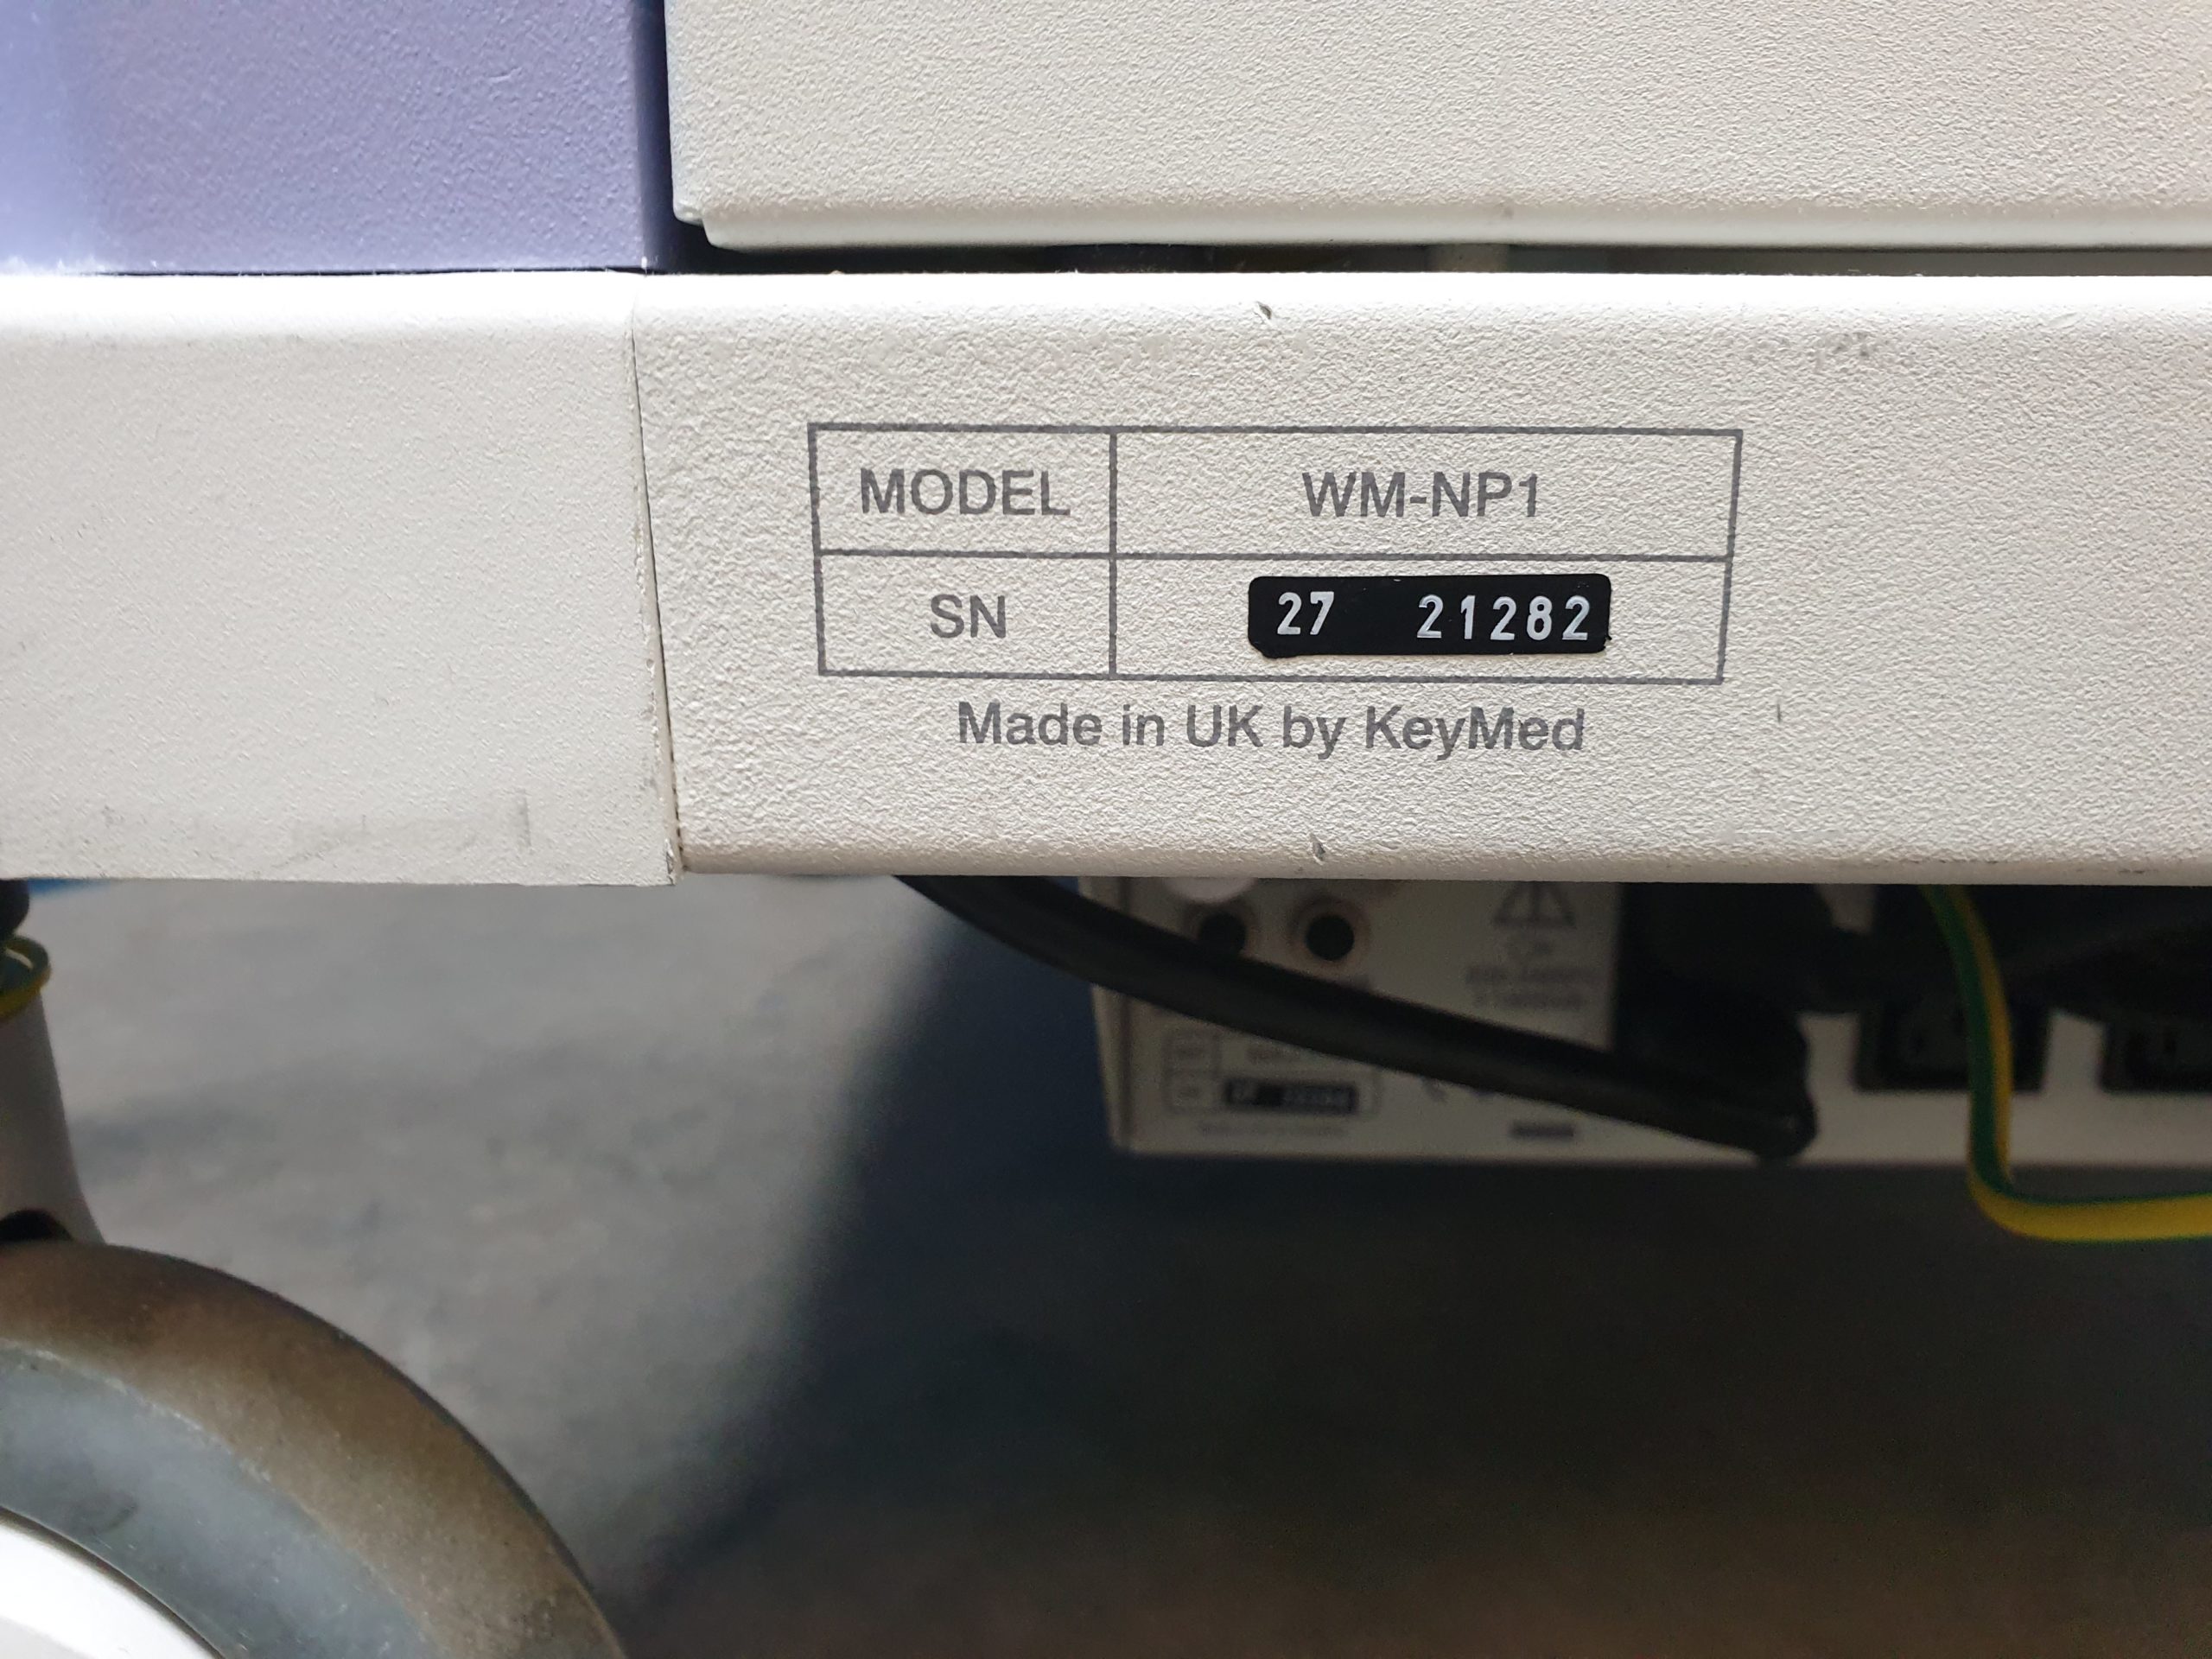 MODEL WM-NP1
SN 27 21282
Made in UK by KeyMed